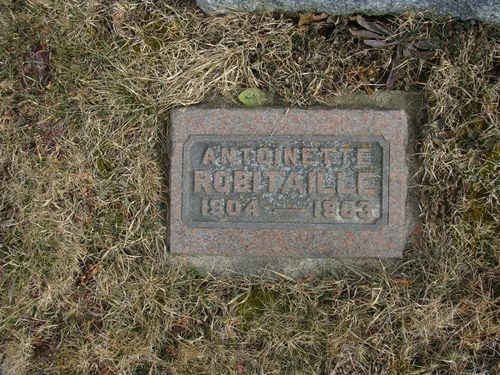 ANTOINETTE
ROBITAILLE
1904 — 1953